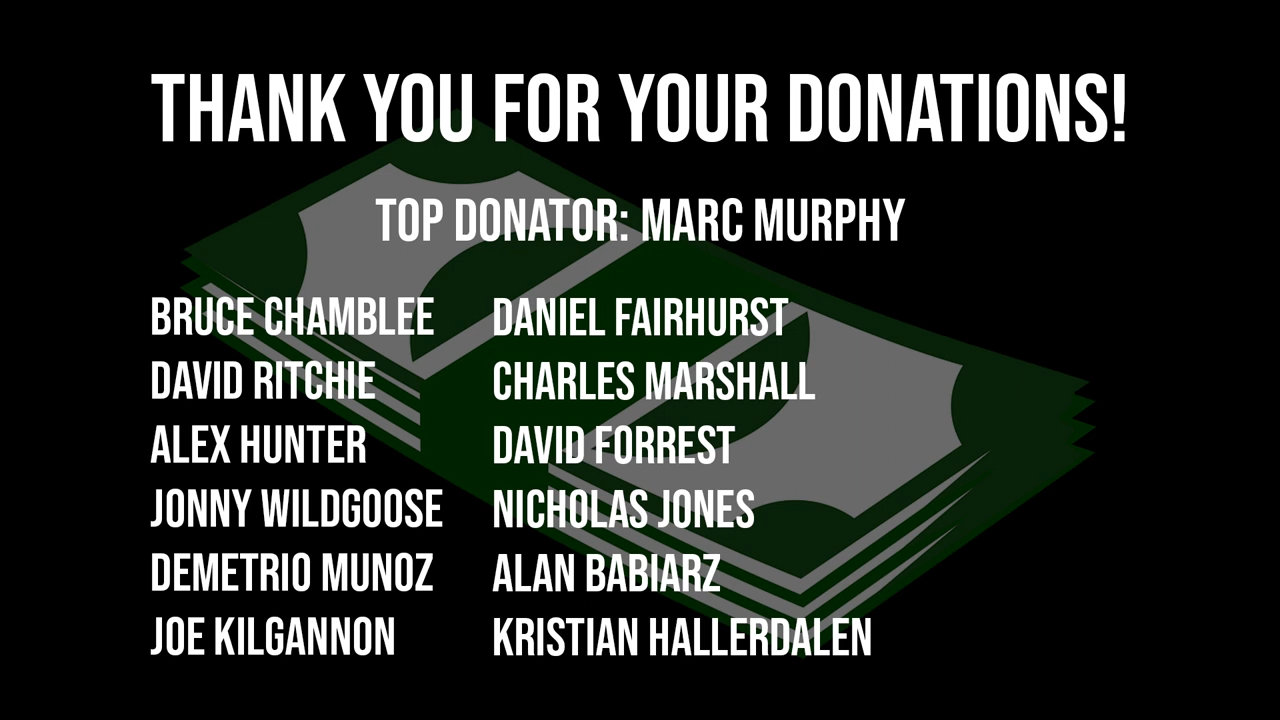 THANK YOU FOR YOUR DONATIONS!
TOP DONATOR: MARC MURPHY
BRUCE CHAMBLEE
DAVID RITCHIE
ALEX HUNTER
JONNY WILDGOOSE
DEMETRIO MUNOZ
JOE KILGANNON
DANIEL FAIRHURST
CHARLES MARSHALL
DAVID FORREST
NICHOLAS JONES
ALAN BABIARZ
KRISTIAN HALLERDALEN